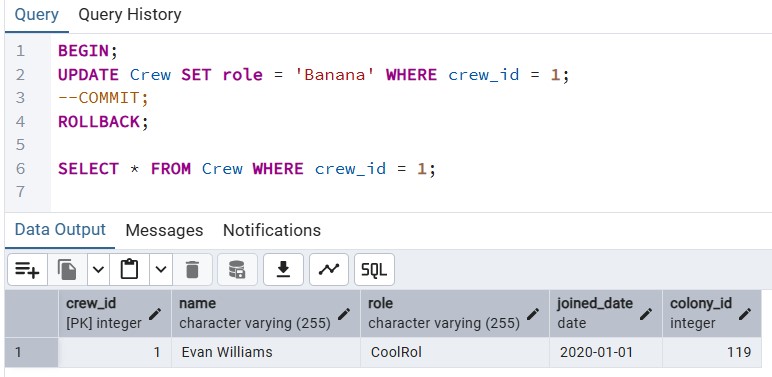 Query Query History
1 BEGIN;
2 UPDATE Crew SET role = 'Banana' WHERE crew_id = 1;
3 --COMMIT;
4 ROLLBACK;
5
6 SELECT * FROM Crew WHERE crew_id = 1;
7
Data Output Messages Notifications
SQL
crew_id name role joined_date colony_id
[PK] integer character varying (255) character varying (255) date integer
1 1 Evan Williams CoolRol 2020-01-01 119